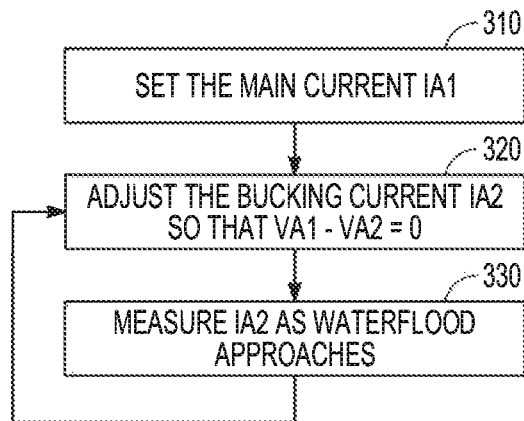 310
SET THE MAIN CURRENT IA1
320
ADJUST THE BUCKING CURRENT IA2
SO THAT VA1 - VA2 = 0
330
MEASURE IA2 AS WATERFLOOD
APPROACHES